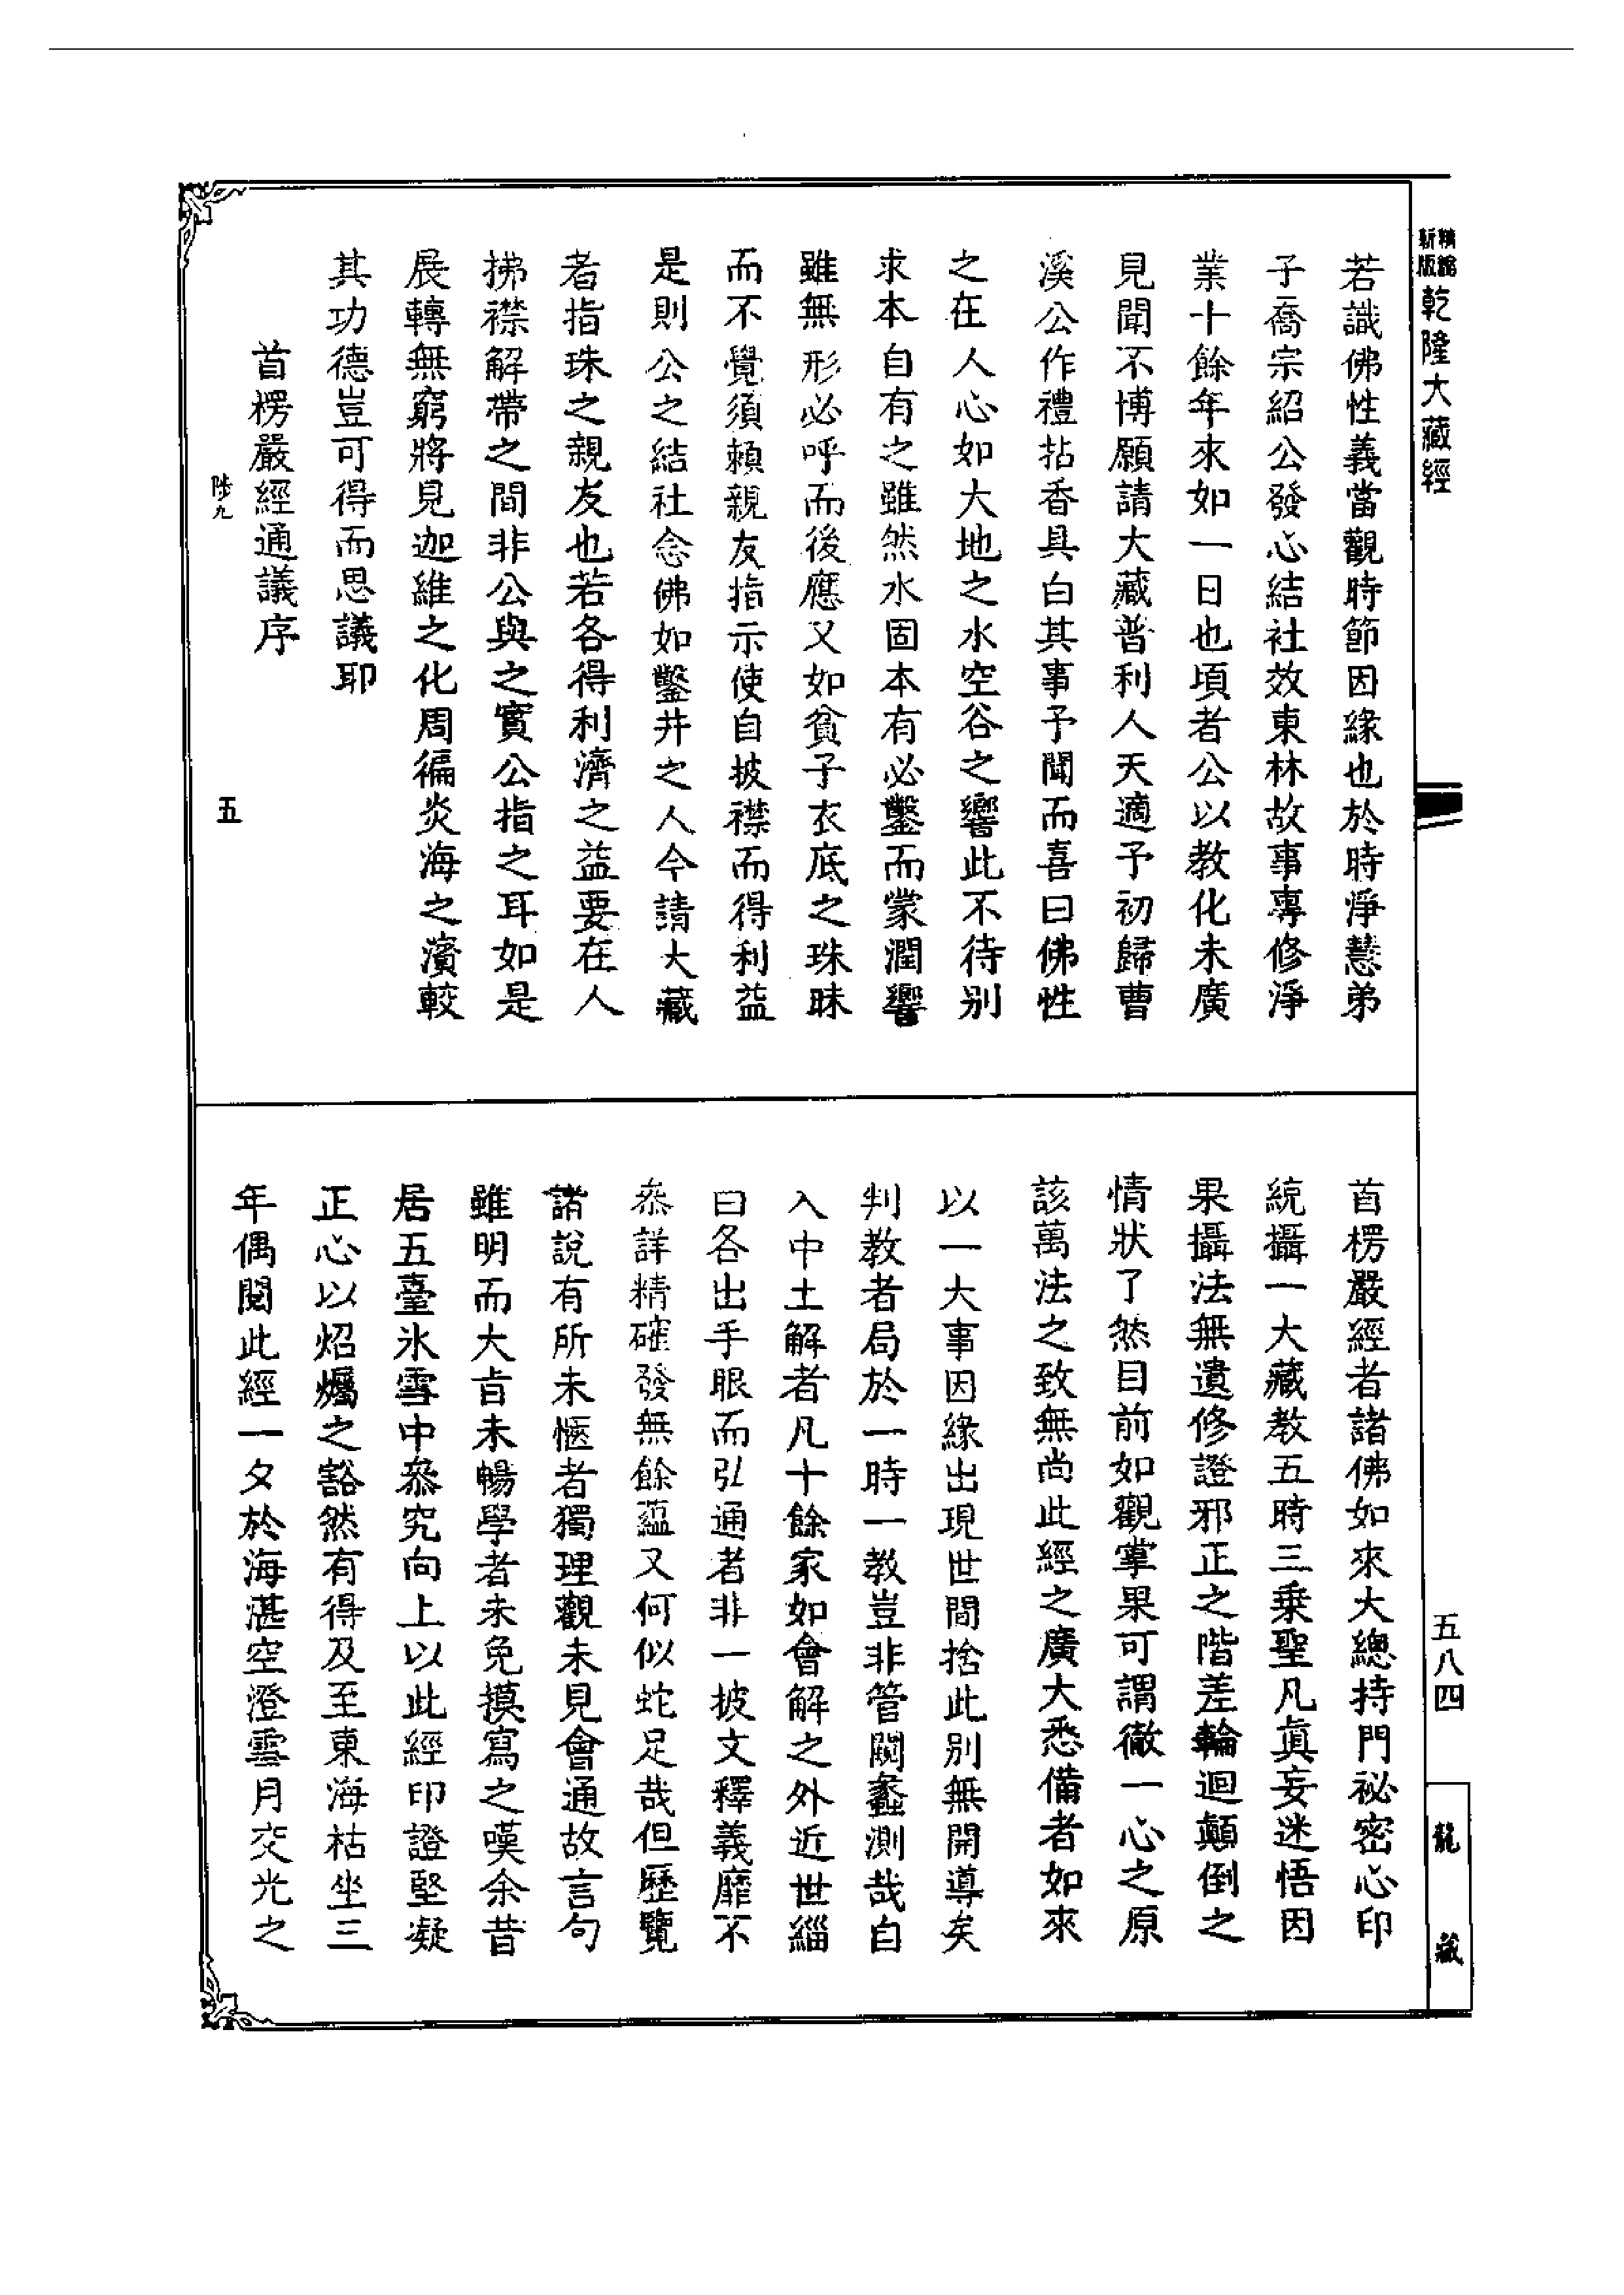 精縮新版乾隆大藏經
若識佛性義當觀時節因緣也於時淨慧弟
子喬宗紹公發心結社效東林故事專修淨
業十餘年來如一日也頃者公以教化未廣
見聞不博願請大藏普利人天適予初歸曹
溪公作禮拈香具白其事予聞而喜曰佛性
之在人心如大地之水空谷之響此不待别
求本自有之雖然水固本有必鑿而蒙潤響
雖無形必呼而後應又如貧子衣底之珠昧
而不覺須賴親友指示使自披襟而得利益
是則公之結社念佛如鑿井之人今請大藏
者指珠之親友也若各得利濟之益要在人
拂襟解帶之間非公與之實公指之耳如是
展轉無窮將見迦維之化周徧炎海之濱較
其功德豈可得而思議耶
首楞嚴經通議序
陟九
五
首楞嚴經者諸佛如來大總持門祕密心印
統攝一大藏教五時三乗聖凡眞妄迷悟因
果攝法無遺修證邪正之階差輪迴顛倒之
情狀了然目前如觀掌果可謂徹一心之原
該萬法之致無尚此經之廣大悉備者如來
以一大事因緣出現世間捨此别無開導矣
判教者局於一時一教豈非管闚蠡測哉自
入中土解者凡十餘家如會解之外近世緇
曰各出手眼而弘通者非一披文釋義靡不
叅詳精確發無餘蘊又何似蛇足哉但歷覽
諸說有所未愜者獨理觀未見會通故言句
雖明而大㫖未暢學者未免摸寫之嘆余昔
居五臺氷雪中叅究向上以此經印證堅凝
正心以炤爥之豁然有得及至東海枯坐三
年偶閱此經一夕於海湛空澄雪月交光之
五八四
龍藏